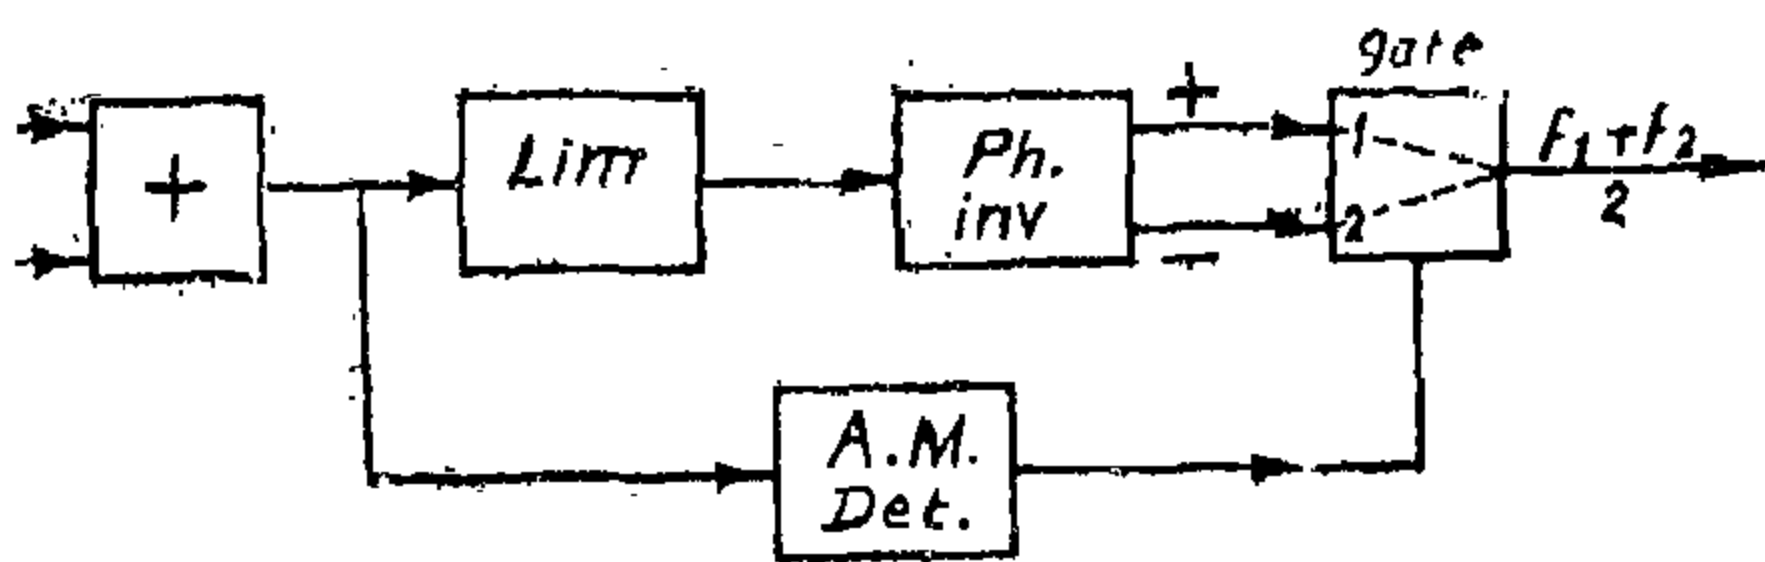 gate
+
Lim
Ph.
inv
+
-
1
2
F1+F2
2
A.M.
Det.